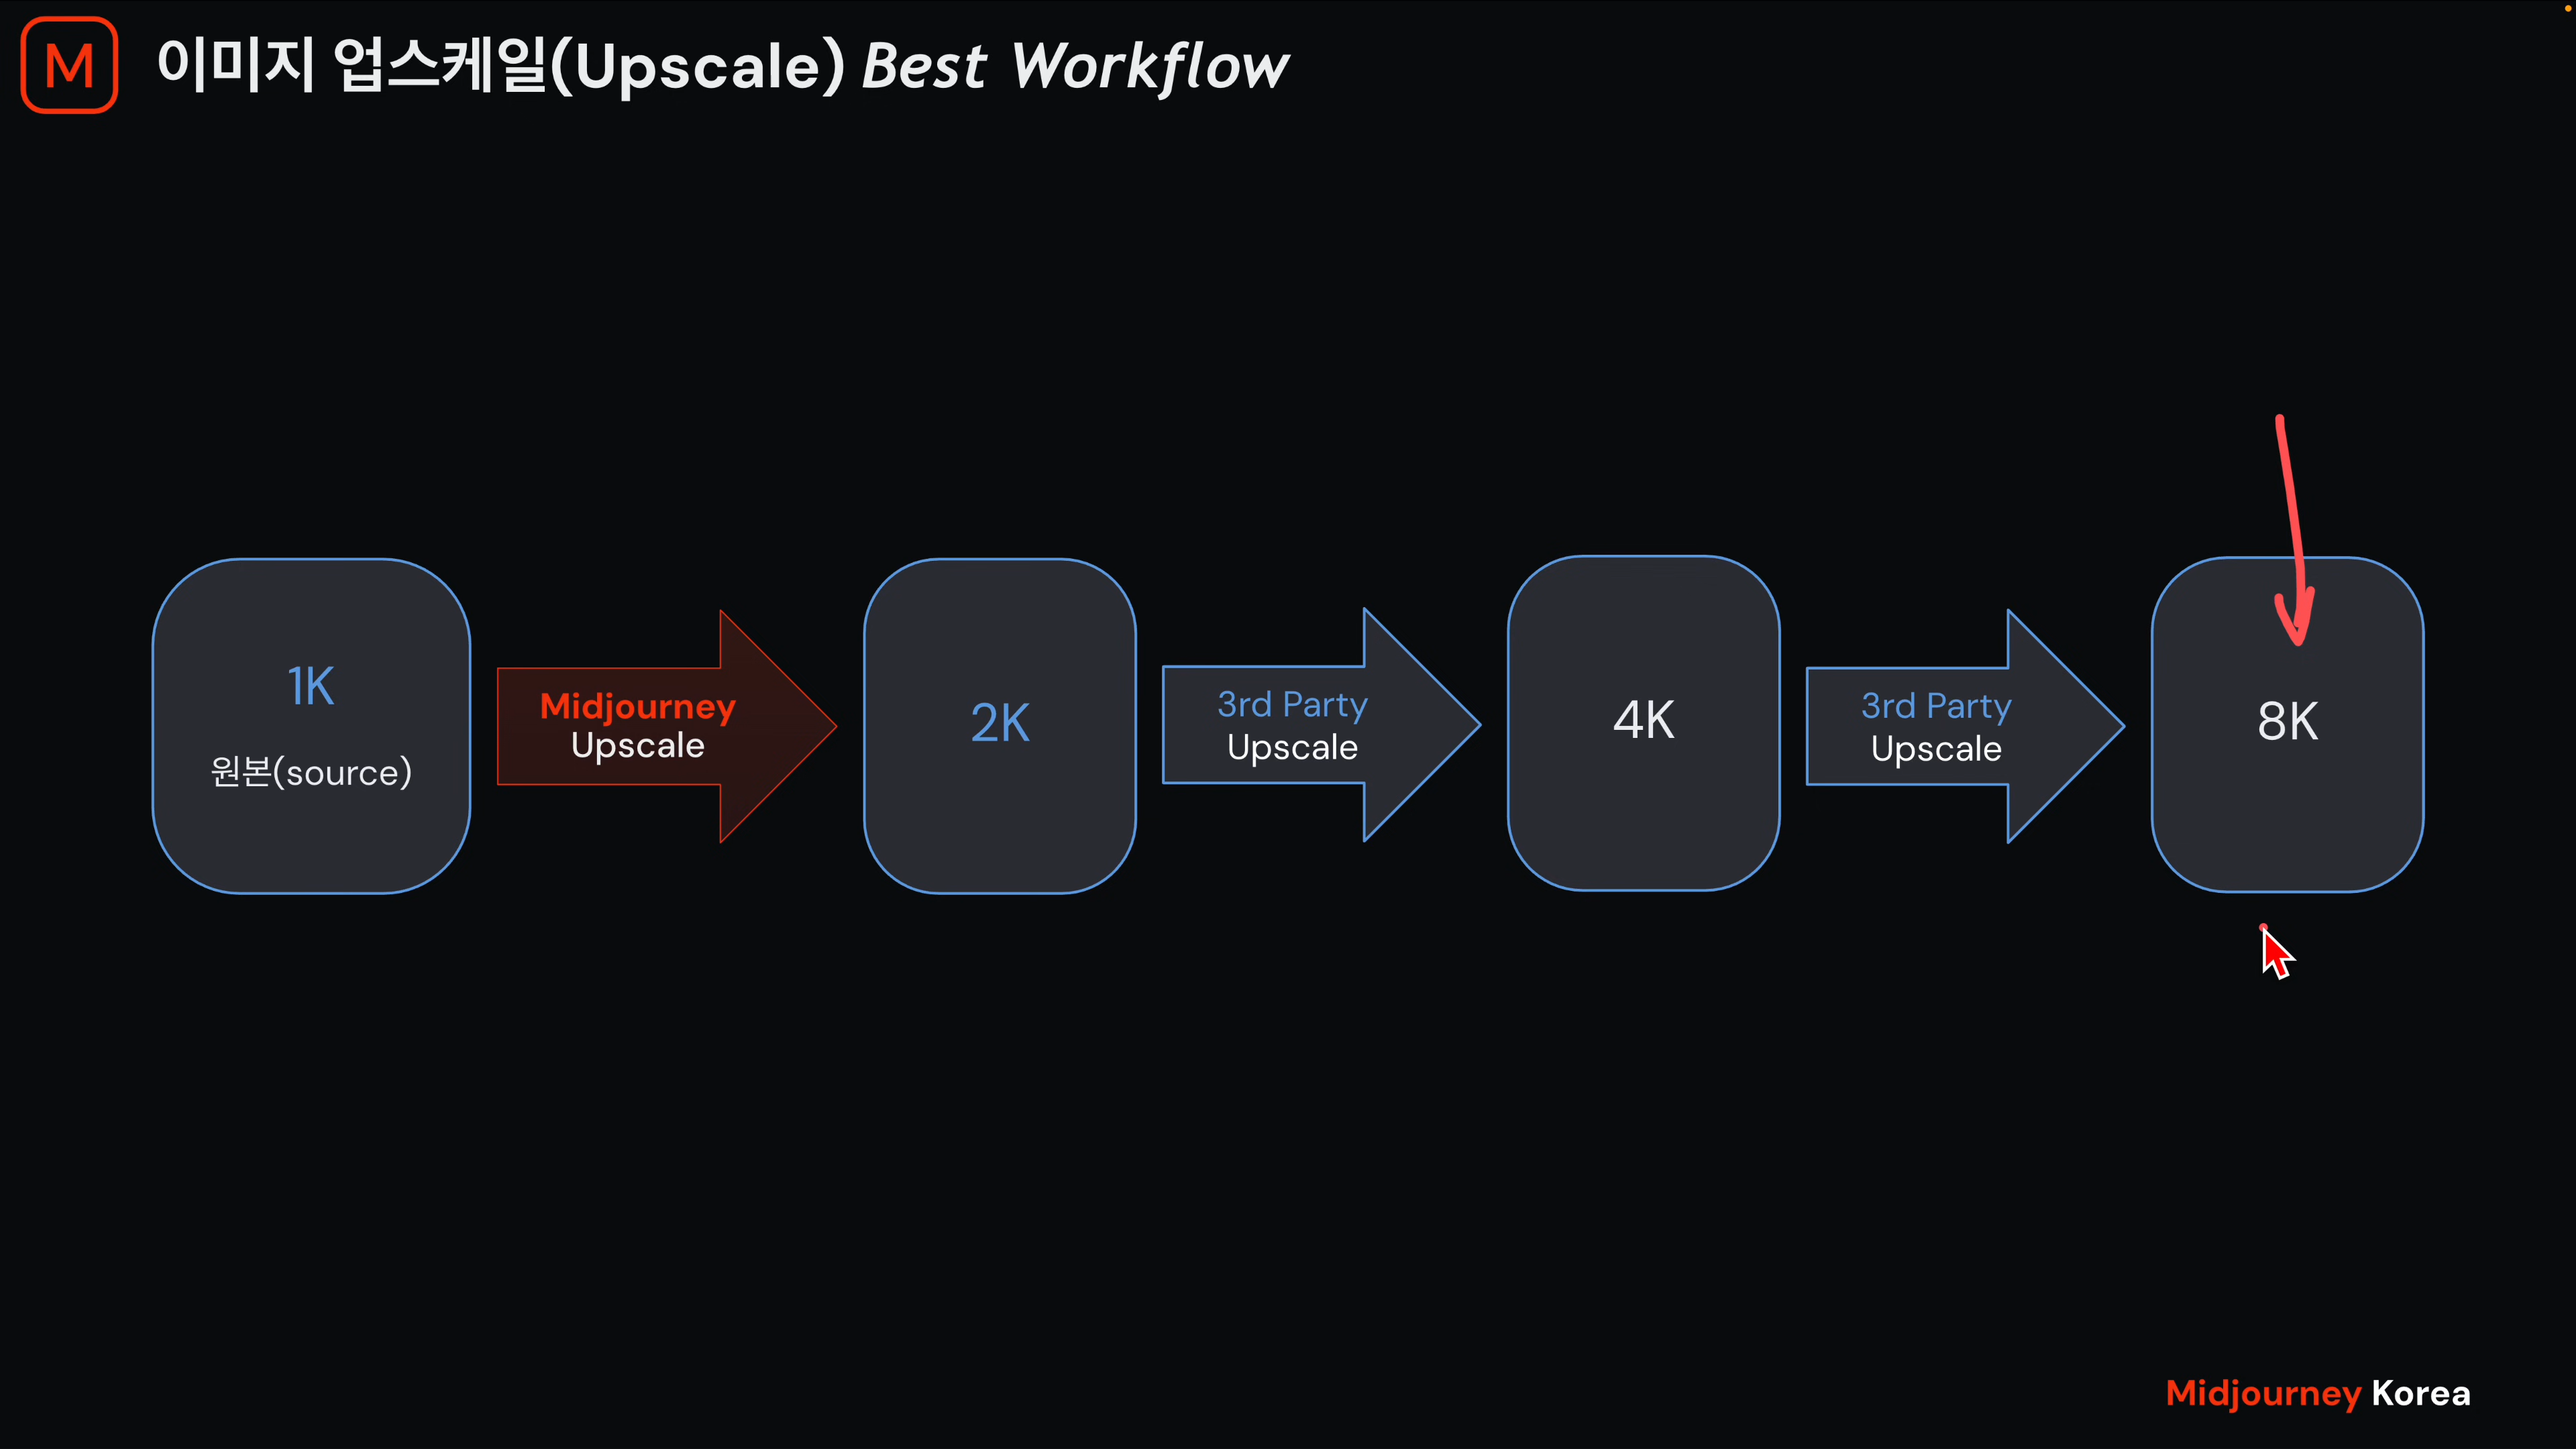 M
이미지 업스케일(Upscale) Best Workflow
1K
원본(source)
Midjourney
Upscale
2K
3rd Party
Upscale
4K
3rd Party
Upscale
8K
Midjourney Korea